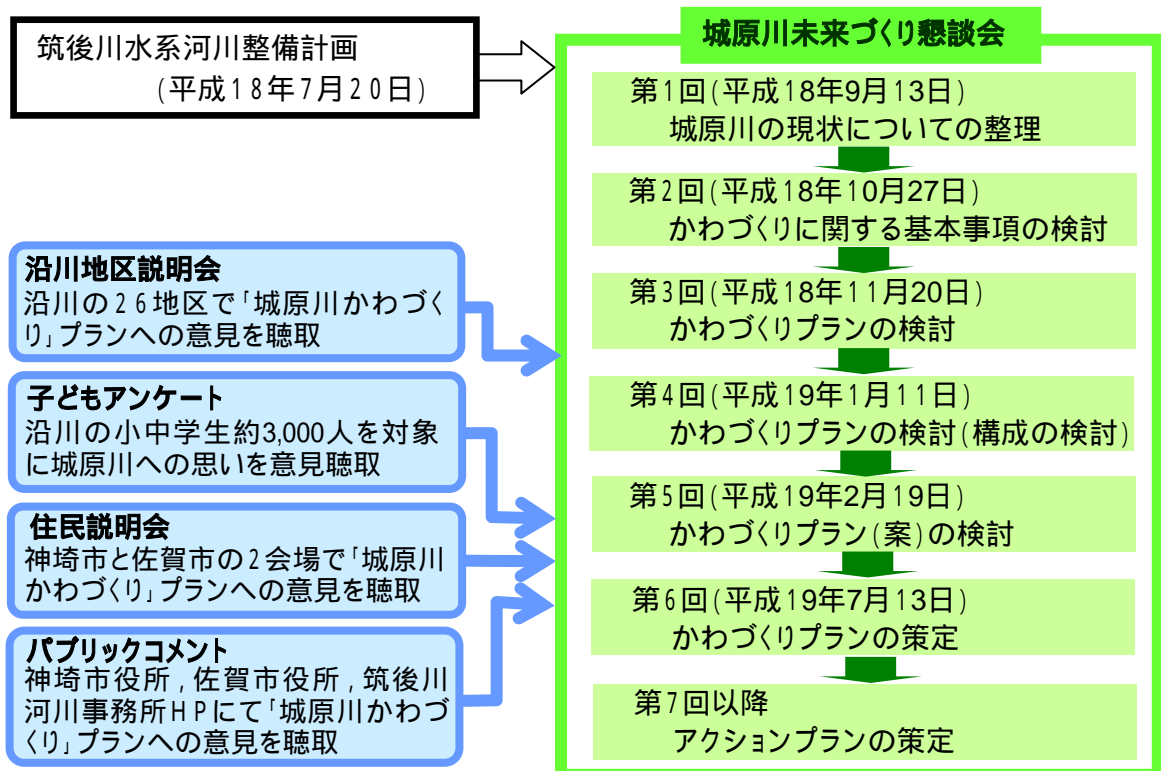 筑後川水系河川整備計画
(平成18年7月20日)
城原川未来づくり懇談会
第1回(平成18年9月13日)
城原川の現状についての整理
第2回(平成18年10月27日)
かわづくりに関する基本事項の検討
第3回(平成18年11月20日)
かわづくりプランの検討
第4回(平成19年1月11日)
かわづくりプランの検討(構成の検討)
第5回(平成19年2月19日)
かわづくりプラン(案)の検討
第6回(平成19年7月13日)
かわづくりプランの策定
第7回以降
アクションプランの策定
沿川地区説明会
沿川の26地区で「城原川かわづく
り」プランへの意見を聴取
子どもアンケート
沿川の小中学生約3,000人を対象
に城原川への思いを意見聴取
住民説明会
神埼市と佐賀市の2会場で「城原川
かわづくり」プランへの意見を聴取
パブリックコメント
神埼市役所,佐賀市役所,筑後川
河川事務所HPにて「城原川かわづ
くり」プランへの意見を聴取